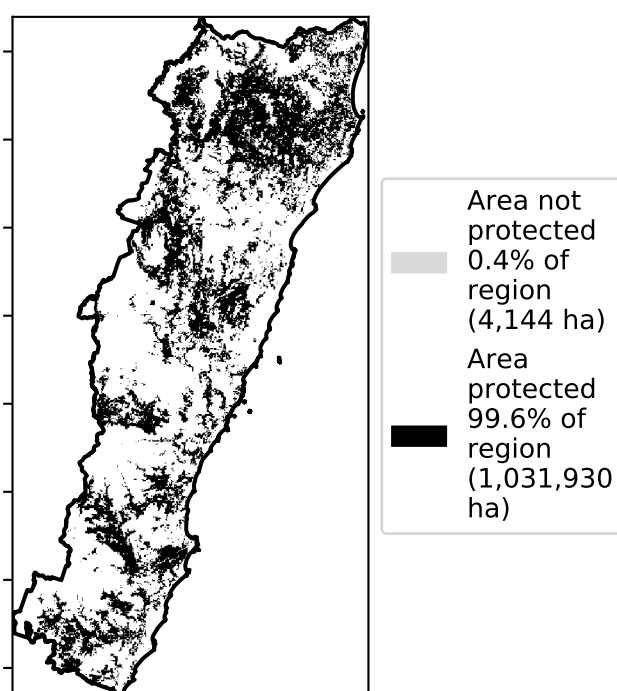 Area not
protected
0.4% of
region
(4,144 ha)
Area
protected
99.6% of
region
(1,031,930
ha)